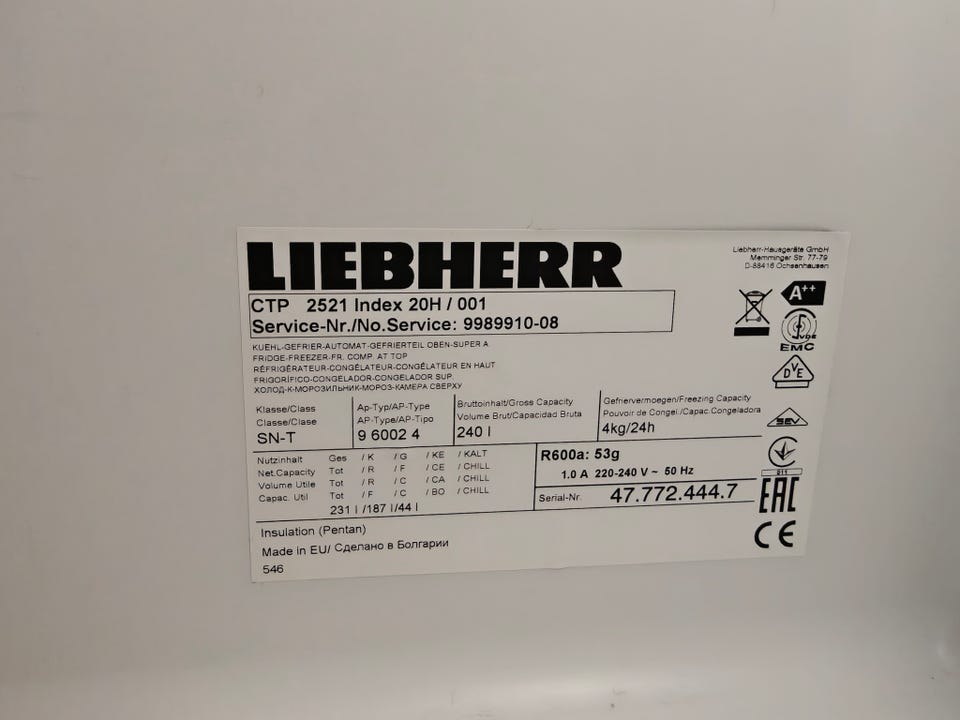 LIEBHERR
Liebherr-Hausgeräte GmbH
Memminger Str. 77-79
D-88416 Ochsenhausen
CTP 2521 Index 20H / 001
Service-Nr./No.Service: 9989910-08
A++
KUEHL-GEFRIER-AUTOMAT-GEFRIERTEIL OBEN-SUPER A
FRIDGE-FREEZER-FR. COMP. AT TOP
RÉFRIGÉRATEUR-CONGÉLATEUR-CONGÉLATEUR EN HAUT
FRIGORÍFICO-CONGELADOR-CONGELADOR SUP.
ХОЛОД-К-МОРОЗИЛЬНИК-МОРОЗ-КАМЕРА СВЕРХУ
VDE
EMC
DVE
SEV
Klasse/Class
Classe/Clase
SN-T
Ap-Typ/AP-Type
AP-Type/AP-Tipo
9 6002 4
Bruttoinhalt/Gross Capacity
Volume Brut/Capacidad Bruta
240 l
Gefriervermoegen/Freezing Capacity
Pouvoir de Congel./Capac.Congeladora
4kg/24h
Nutzinhalt Ges / K / G / KE / KALT
Net.Capacity Tot / R / F / CE / CHILL
Volume Utile Tot / R / C / CA / CHILL
Capac. Util Tot / F / C / BO / CHILL
231 l /187 l/44 l
R600a: 53g
1.0 A 220-240 V ~ 50 Hz
Serial-Nr. 47.772.444.7
011
EAC
CE
Insulation (Pentan)
Made in EU/ Сделано в Болгарии
546